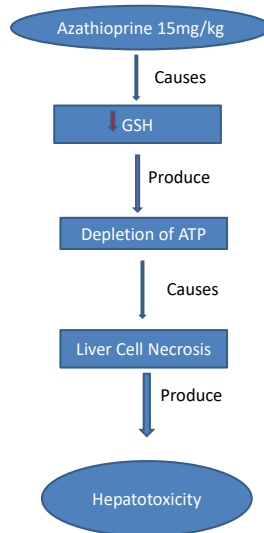 Azathioprine 15mg/kg
Causes
GSH
Produce
Depletion of ATP
Causes
Liver Cell Necrosis
Produce
Hepatotoxicity